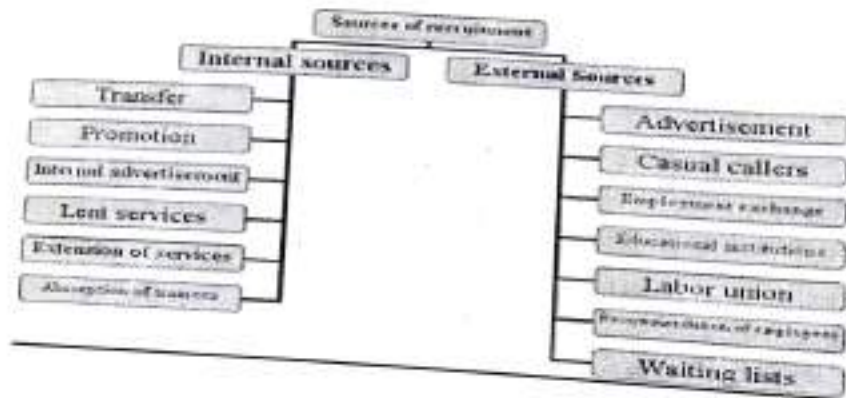 Sources of recruitment
Internal sources
External Sources
Transfer
Promotion
Internal advertisement
Lent services
Extension of services
Absorption of trainees
Advertisement
Casual callers
Employment exchange
Educational institutions
Labor union
Recommendation of employees
Waiting lists